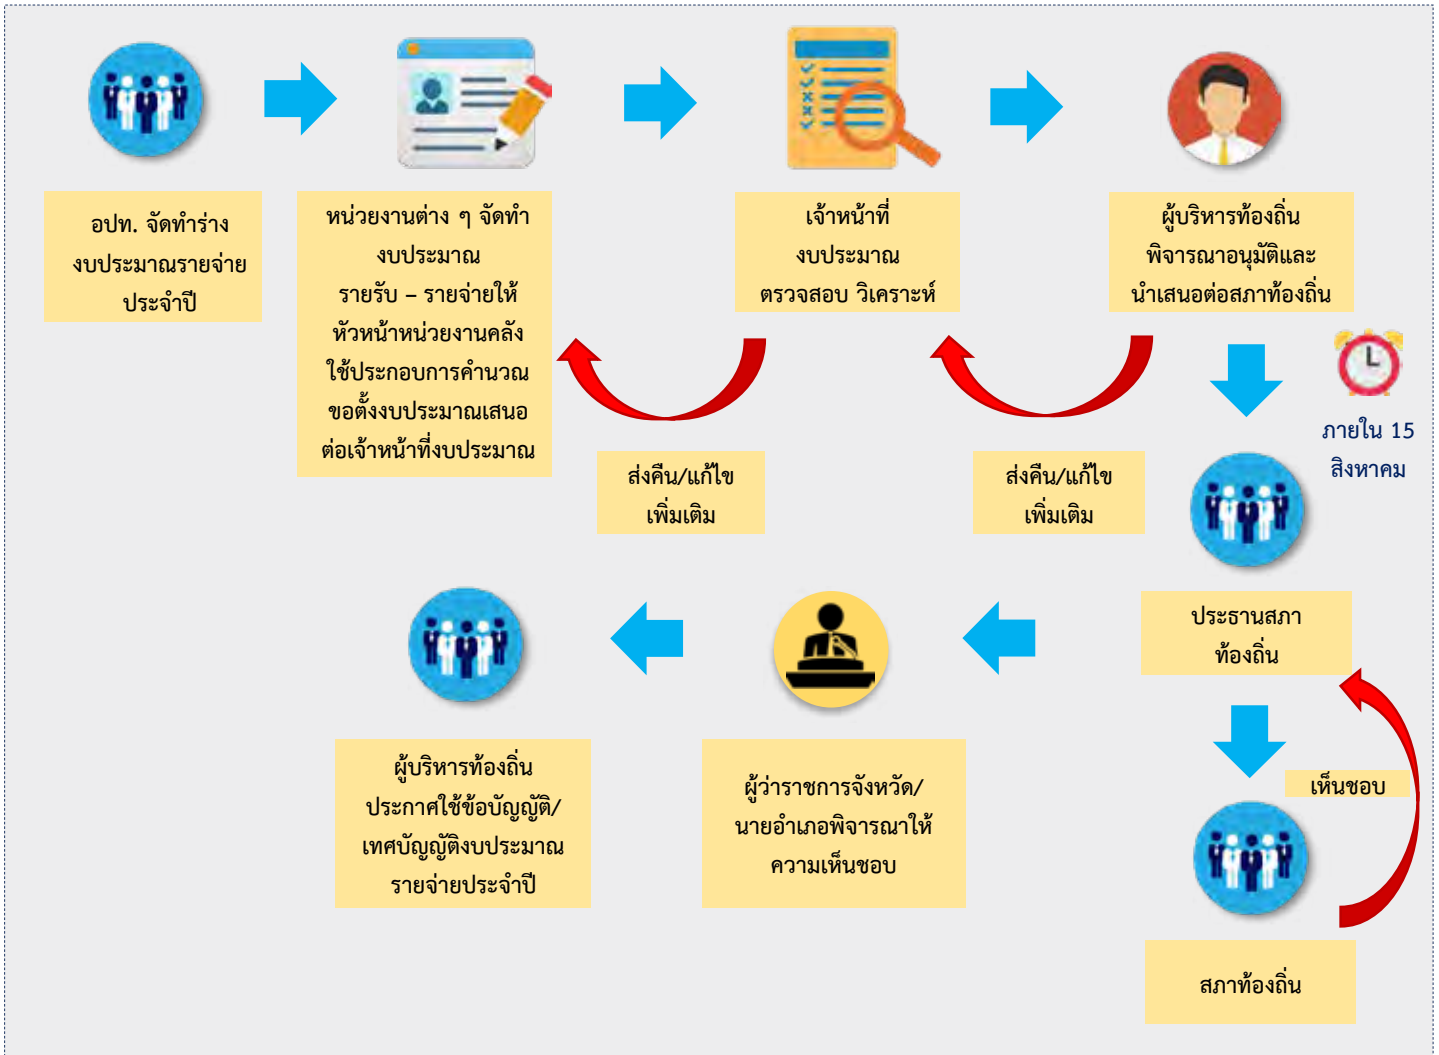 อปท. จัดทำร่าง
งบประมาณรายจ่าย
ประจำปี
หน่วยงานต่าง ๆ จัดทำ
งบประมาณ
รายรับ – รายจ่ายให้
หัวหน้าหน่วยงานคลัง
ใช้ประกอบการคำนวณ
ขอตั้งงบประมาณเสนอ
ต่อเจ้าหน้าที่งบประมาณ
เจ้าหน้าที่
งบประมาณ
ตรวจสอบ วิเคราะห์
ผู้บริหารท้องถิ่น
พิจารณาอนุมัติและ
นำเสนอต่อสภาท้องถิ่น
ส่งคืน/แก้ไข
เพิ่มเติม
ส่งคืน/แก้ไข
เพิ่มเติม
ภายใน 15
สิงหาคม
ประธานสภา
ท้องถิ่น
เห็นชอบ
สภาท้องถิ่น
ผู้ว่าราชการจังหวัด/
นายอำเภอพิจารณาให้
ความเห็นชอบ
ผู้บริหารท้องถิ่น
ประกาศใช้ข้อบัญญัติ/
เทศบัญญัติงบประมาณ
รายจ่ายประจำปี